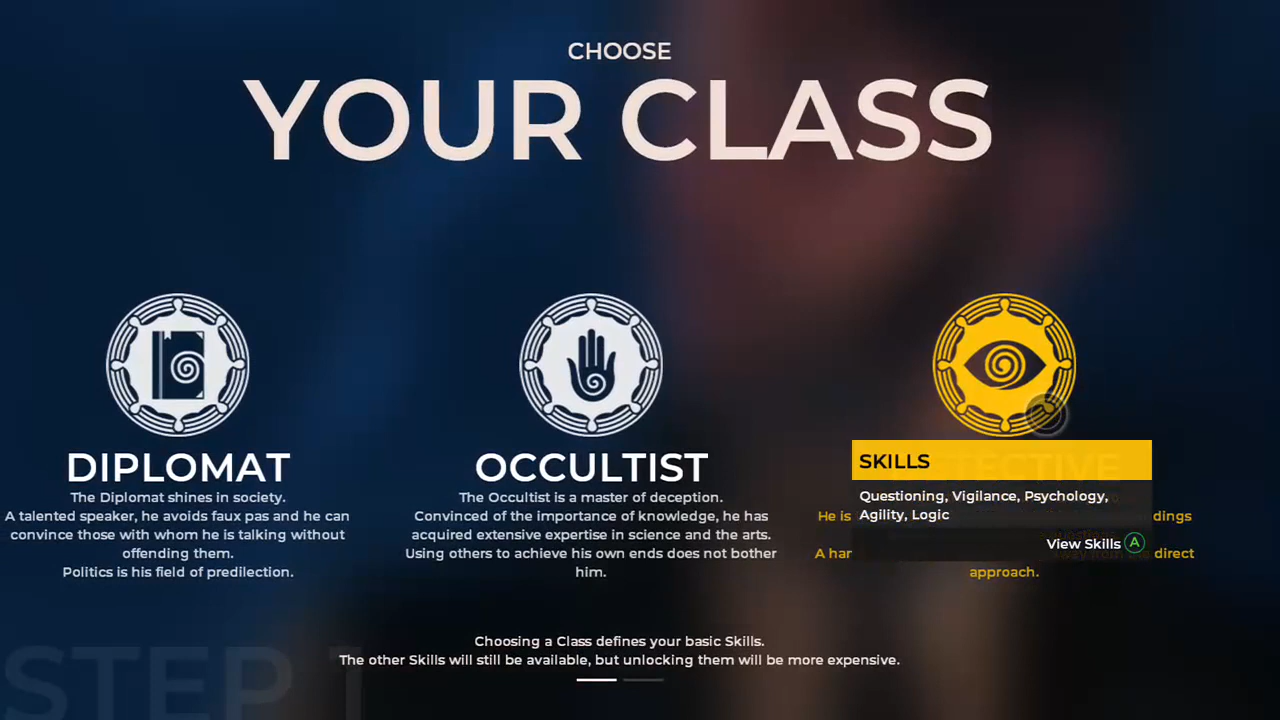 CHOOSE
YOUR CLASS
DIPLOMAT
The Diplomat shines in society.
A talented speaker, he avoids faux pas and he can
convince those with whom he is talking without
offending them.
Politics is his field of predilection.
OCCULTIST
The Occultist is a master of deception.
Convinced of the importance of knowledge, he has
acquired extensive expertise in science and the arts.
Using others to achieve his own ends does not bother
him.
DETECTIVE
SKILLS
Questioning, Vigilance, Psychology,
Agility, Logic
View Skills A
He is
A
direct
approach.
Choosing a Class defines your basic Skills.
The other Skills will still be available, but unlocking them will be more expensive.
STEP 1